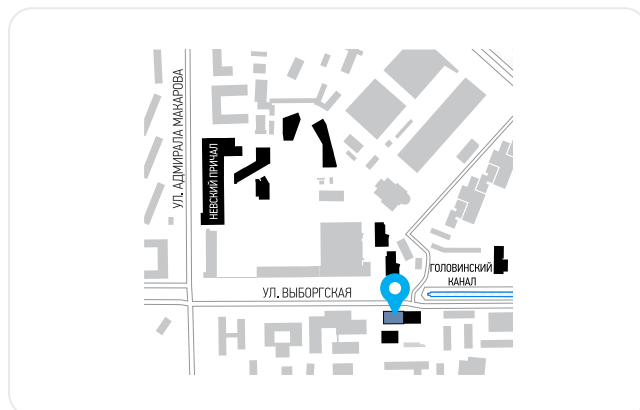 УЛ. АДМИРАЛА МАКАРОВА
НЕВСКИЙ ПРИЧАЛ
ГОЛОВИНСКИЙ
КАНАЛ
УЛ. ВЫБОРГСКАЯ